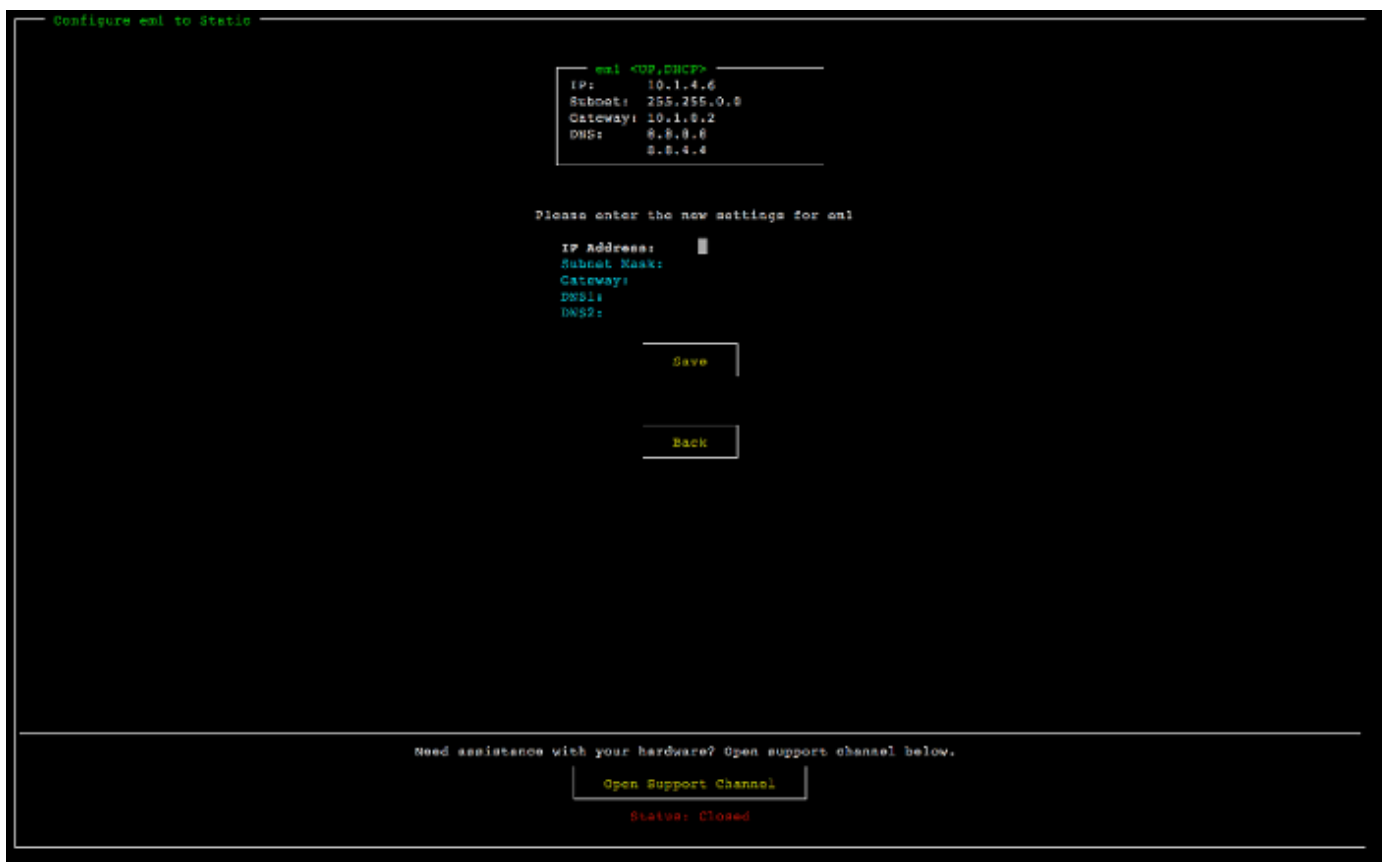 Configure em1 to Static
em1 <UP,DHCP>
IP: 10.1.4.6
Subnet: 255.255.0.0
Gateway: 10.1.0.2
DNS: 8.8.8.8
8.8.4.4
Please enter the new settings for em1
IP Address:
Subnet Mask:
Gateway:
DNS1:
DNS2:
Save
Back
Need assistance with your hardware? Open support channel below.
Open Support Channel
Status: Closed